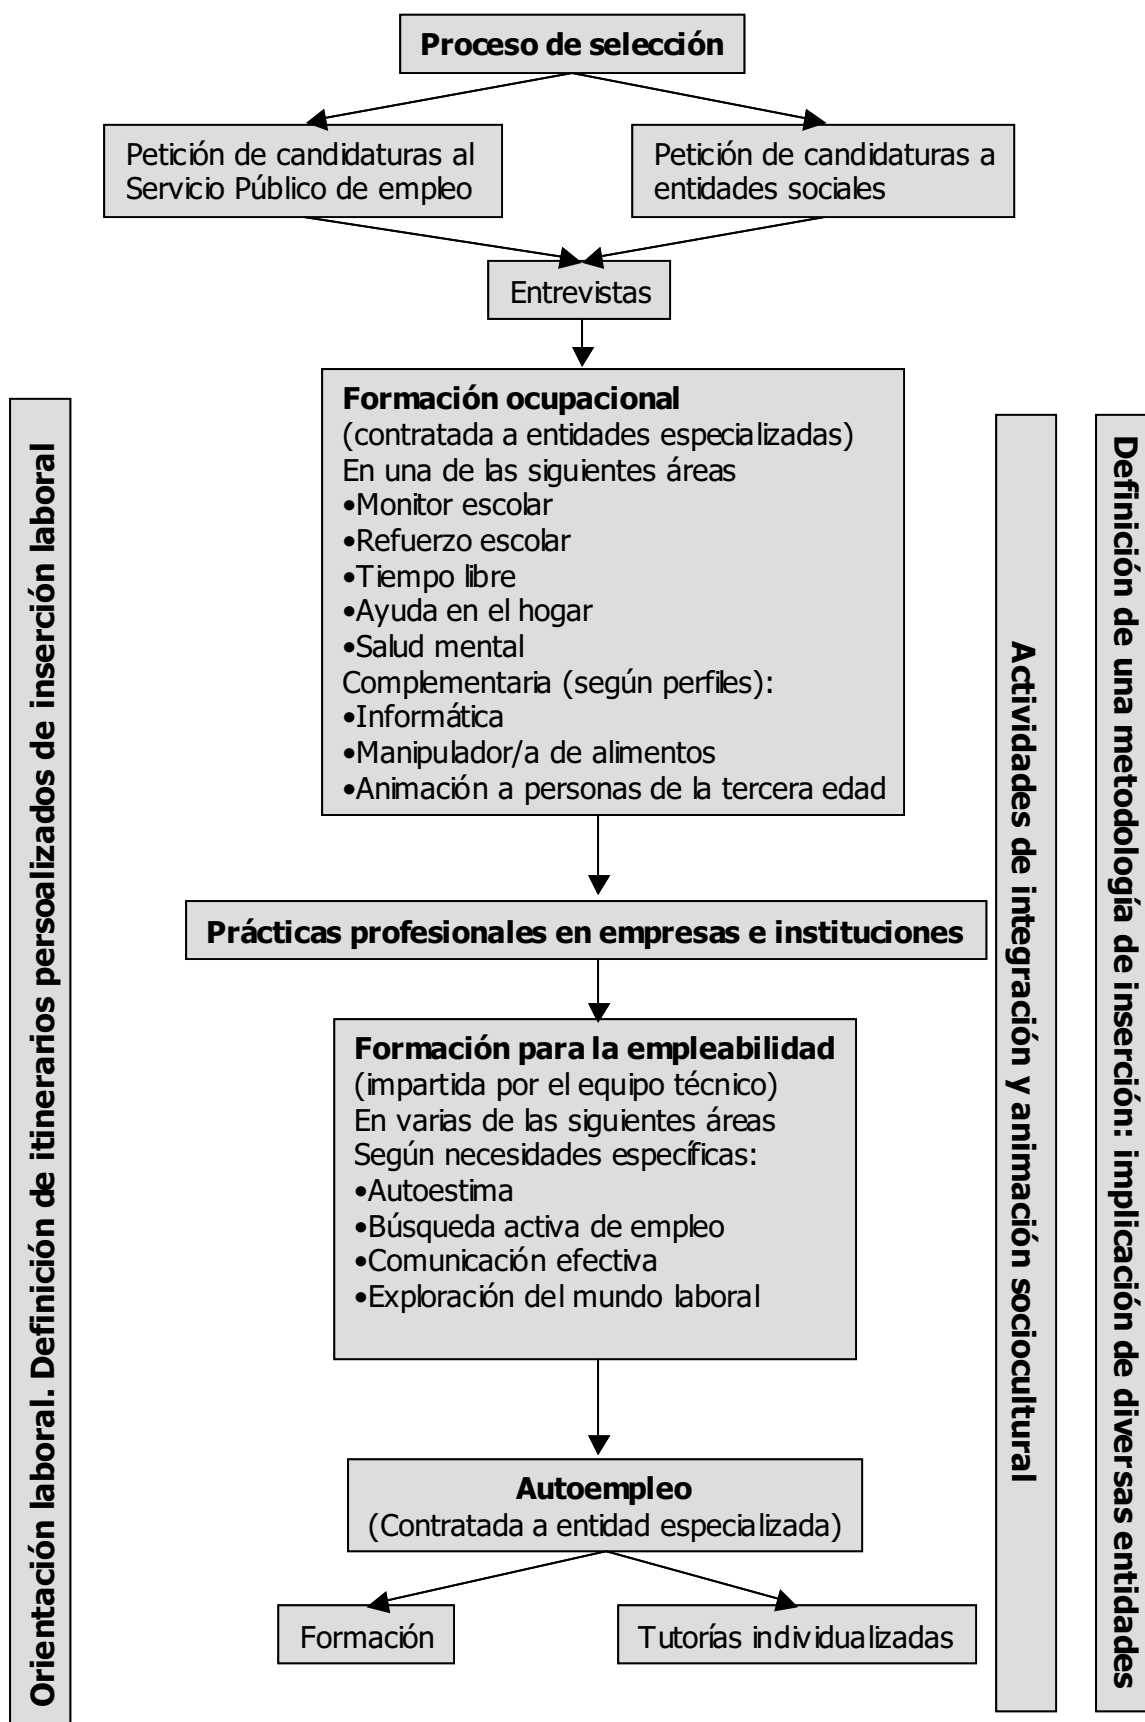 Proceso de selección
Petición de candidaturas al
Servicio Público de empleo
Petición de candidaturas a
entidades sociales
Entrevistas
Formación ocupacional
(contratada a entidades especializadas)
En una de las siguientes áreas
•Monitor escolar
•Refuerzo escolar
•Tiempo libre
•Ayuda en el hogar
•Salud mental
Complementaria (según perfiles):
•Informática
•Manipulador/a de alimentos
•Animación a personas de la tercera edad
Prácticas profesionales en empresas e instituciones
Formación para la empleabilidad
(impartida por el equipo técnico)
En varias de las siguientes áreas
Según necesidades específicas:
•Autoestima
•Búsqueda activa de empleo
•Comunicación efectiva
•Exploración del mundo laboral
Autoempleo
(Contratada a entidad especializada)
Formación
Tutorías individualizadas
Orientación laboral. Definición de itinerarios persoalizados de inserción laboral
Actividades de integración y animación sociocultural
Definición de una metodología de inserción: implicación de diversas entidades